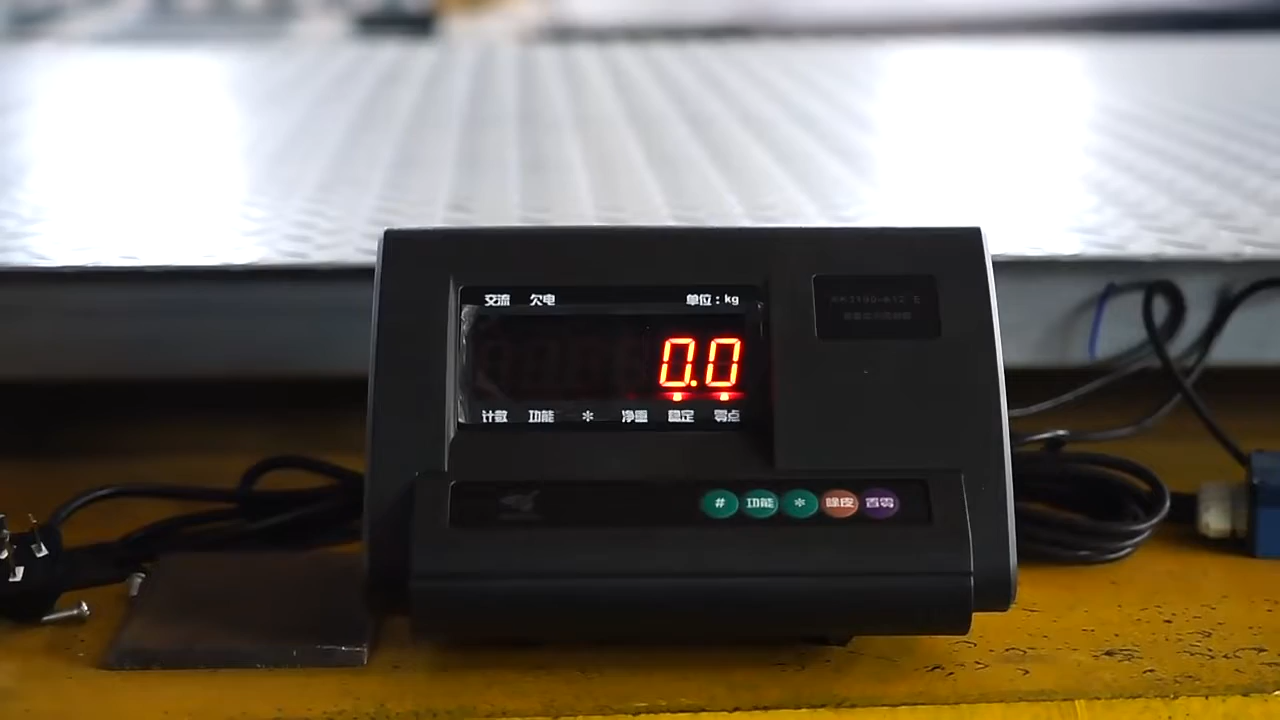 交流 欠电 单位：kg
0.0
计数 功能 * 净重 稳定 零点
# 功能 * 除皮 置零